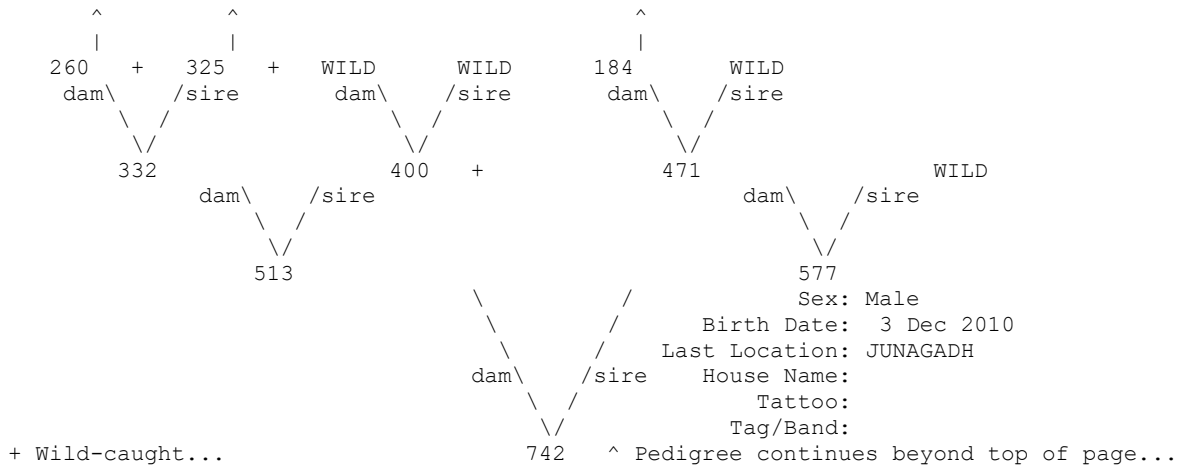 ^ ^ ^
| | |
260 + 325 + WILD WILD 184 WILD
dam\ /sire dam\ /sire dam\ /sire
\ / \ / \ /
\/ \/ \/
332 400 + 471 WILD
dam\ /sire dam\ /sire
\ / \ /
\/ \/
513 577
\ / Sex: Male
\ / Birth Date: 3 Dec 2010
\ / Last Location: JUNAGADH
dam\ /sire House Name:
\ / Tattoo:
\/ Tag/Band:
+ Wild-caught... 742 ^ Pedigree continues beyond top of page...